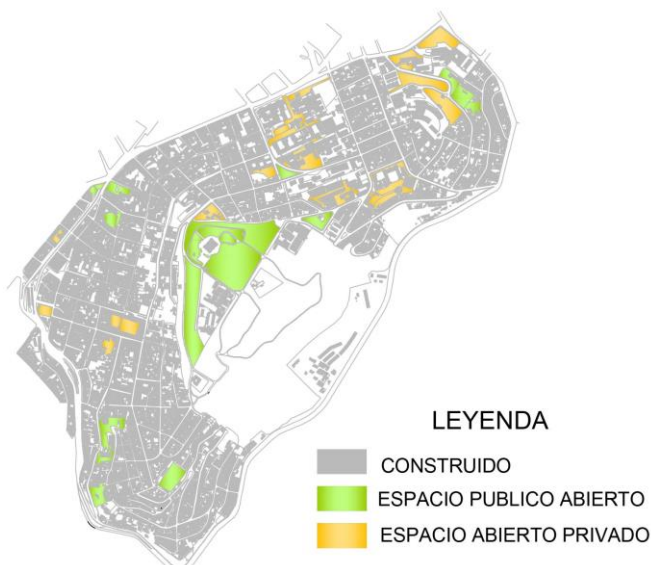 LEYENDA
CONSTRUIDO
ESPACIO PUBLICO ABIERTO
ESPACIO ABIERTO PRIVADO